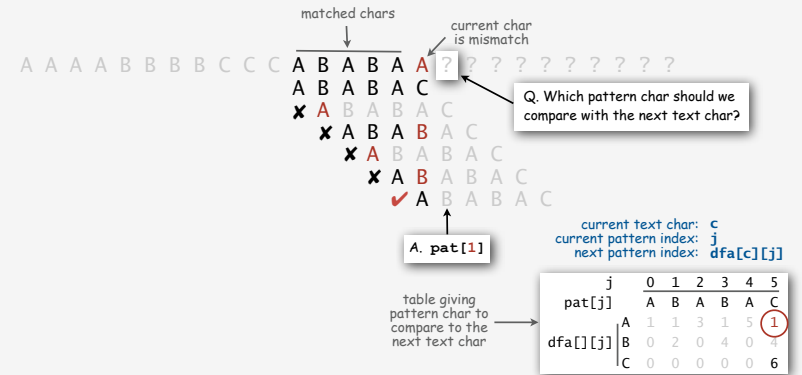 matched chars
current char
is mismatch
A A A A B B B B C C C A B A B A A ? ? ? ? ? ? ? ? ? ?
A B A B A C
Q. Which pattern char should we
compare with the next text char?
✘ A B A B A C
✘ A B A B A C
✘ A B A B A C
✘ A B A B A C
✔ A B A B A C
A. pat[1]
current text char: c
current pattern index: j
next pattern index: dfa[c][j]
table giving
pattern char to
compare to the
next text char
j 0 1 2 3 4 5
pat[j] A B A B A C
A 1 1 3 1 5 1
dfa[][j] B 0 2 0 4 0 4
C 0 0 0 0 0 6